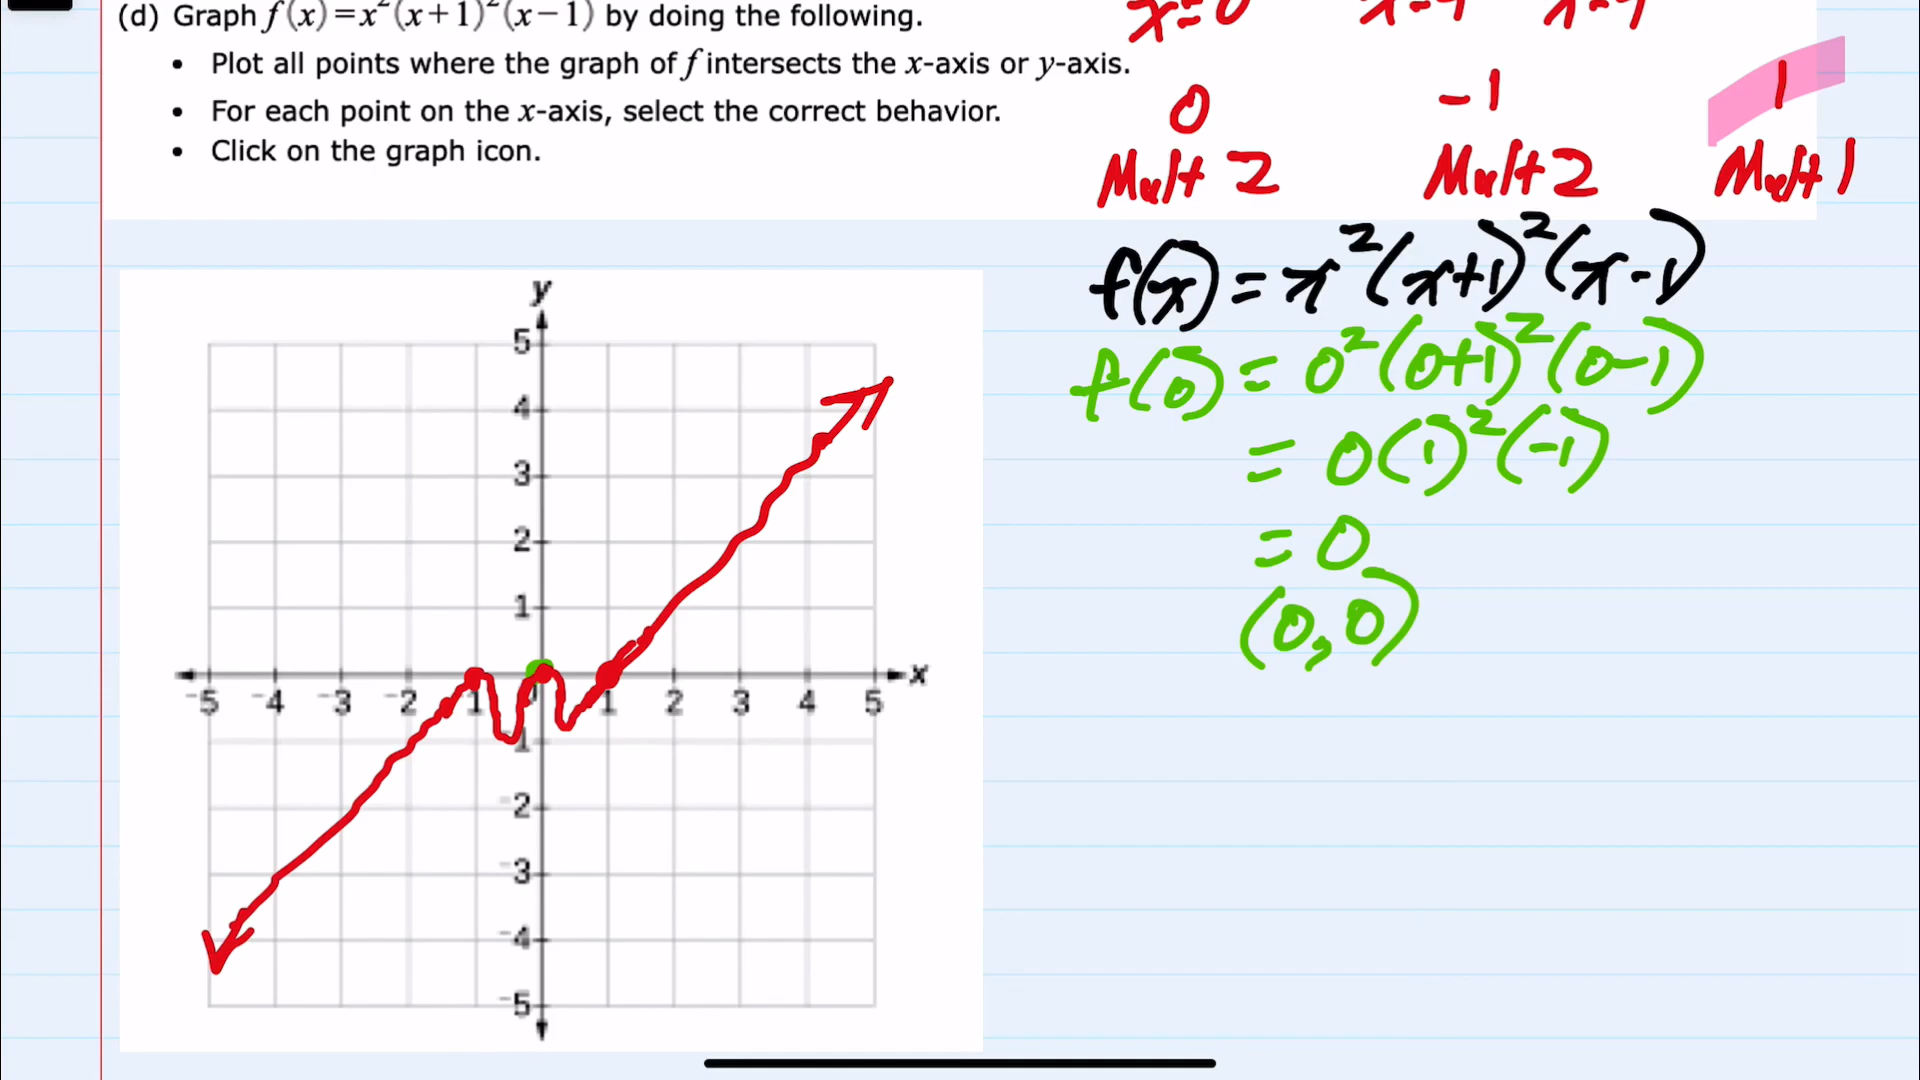 (d) Graph f(x)=x²(x+1)²(x−1) by doing the following.
• Plot all points where the graph of f intersects the x-axis or y-axis.
• For each point on the x-axis, select the correct behavior.
• Click on the graph icon.
x=0
0 -1 1
Mult 2 Mult 2 Mult 1
f(x) = x²(x+1)²(x-1)
f(0) = 0²(0+1)²(0-1)
= 0(1)²(-1)
= 0
(0,0)
y
5
4
3
2
1
-5 -4 -3 -2 1 2 3 4 5 x
-2
-3
-4
-5